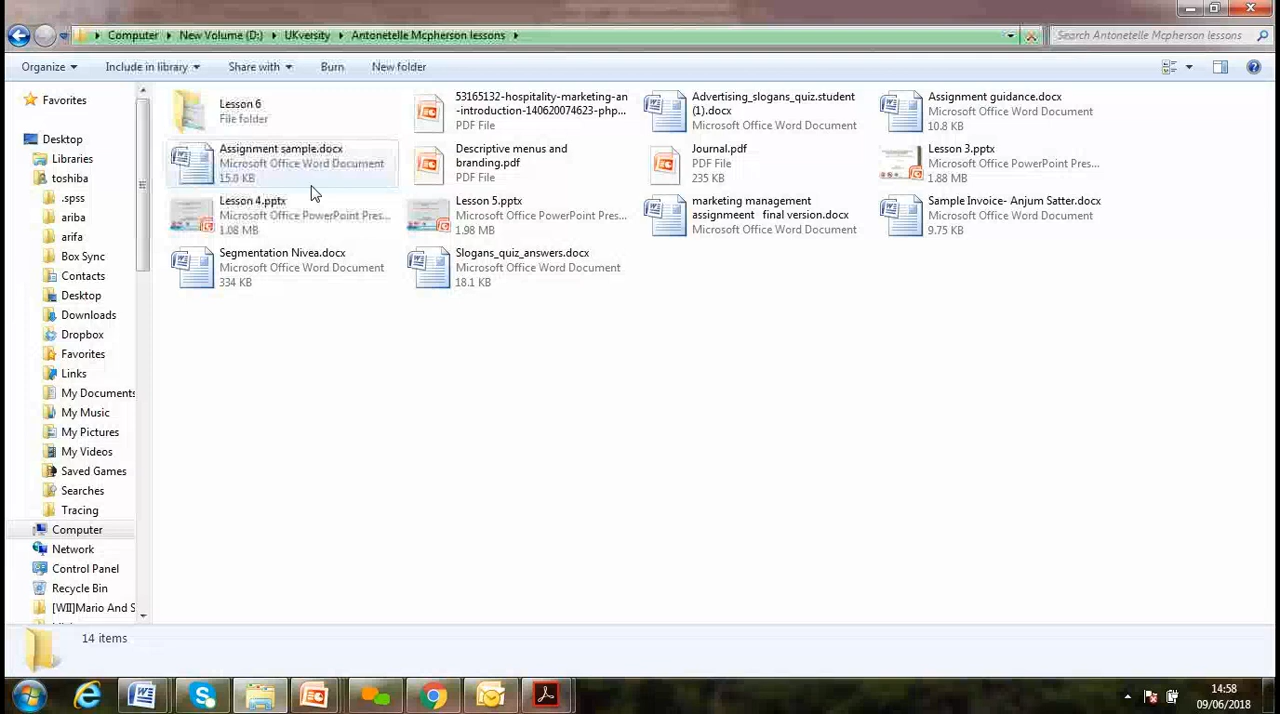 Computer
New Volume (D:)
UKversity
Antonetelle Mcpherson lessons
Search Antonetelle Mcpherson lessons
Organize
Include in library
Share with
Burn
New folder
Favorites
Desktop
Libraries
toshiba
.spss
ariba
arifa
Box Sync
Contacts
Desktop
Downloads
Dropbox
Favorites
Links
My Documents
My Music
My Pictures
My Videos
Saved Games
Searches
Tracing
Computer
Network
Control Panel
Recycle Bin
[WII]Mario And S
Lesson 6
File folder
53165132-hospitality-marketing-an
-introduction-140620074623-php...
PDF File
Advertising_slogans_quiz.student
(1).docx
Microsoft Office Word Document
Assignment guidance.docx
Microsoft Office Word Document
10.8 KB
Assignment sample.docx
Microsoft Office Word Document
15.0 KB
Descriptive menus and
branding.pdf
PDF File
Journal.pdf
PDF File
235 KB
Lesson 3.pptx
Microsoft Office PowerPoint Pres...
1.88 MB
Lesson 4.pptx
Microsoft Office PowerPoint Pres...
1.08 MB
Lesson 5.pptx
Microsoft Office PowerPoint Pres...
1.98 MB
marketing management
assignment final version.docx
Microsoft Office Word Document
Sample Invoice- Anjum Satter.docx
Microsoft Office Word Document
9.75 KB
Segmentation Nivea.docx
Microsoft Office Word Document
334 KB
Slogans_quiz_answers.docx
Microsoft Office Word Document
18.1 KB
14 items
14:58
09/06/2018